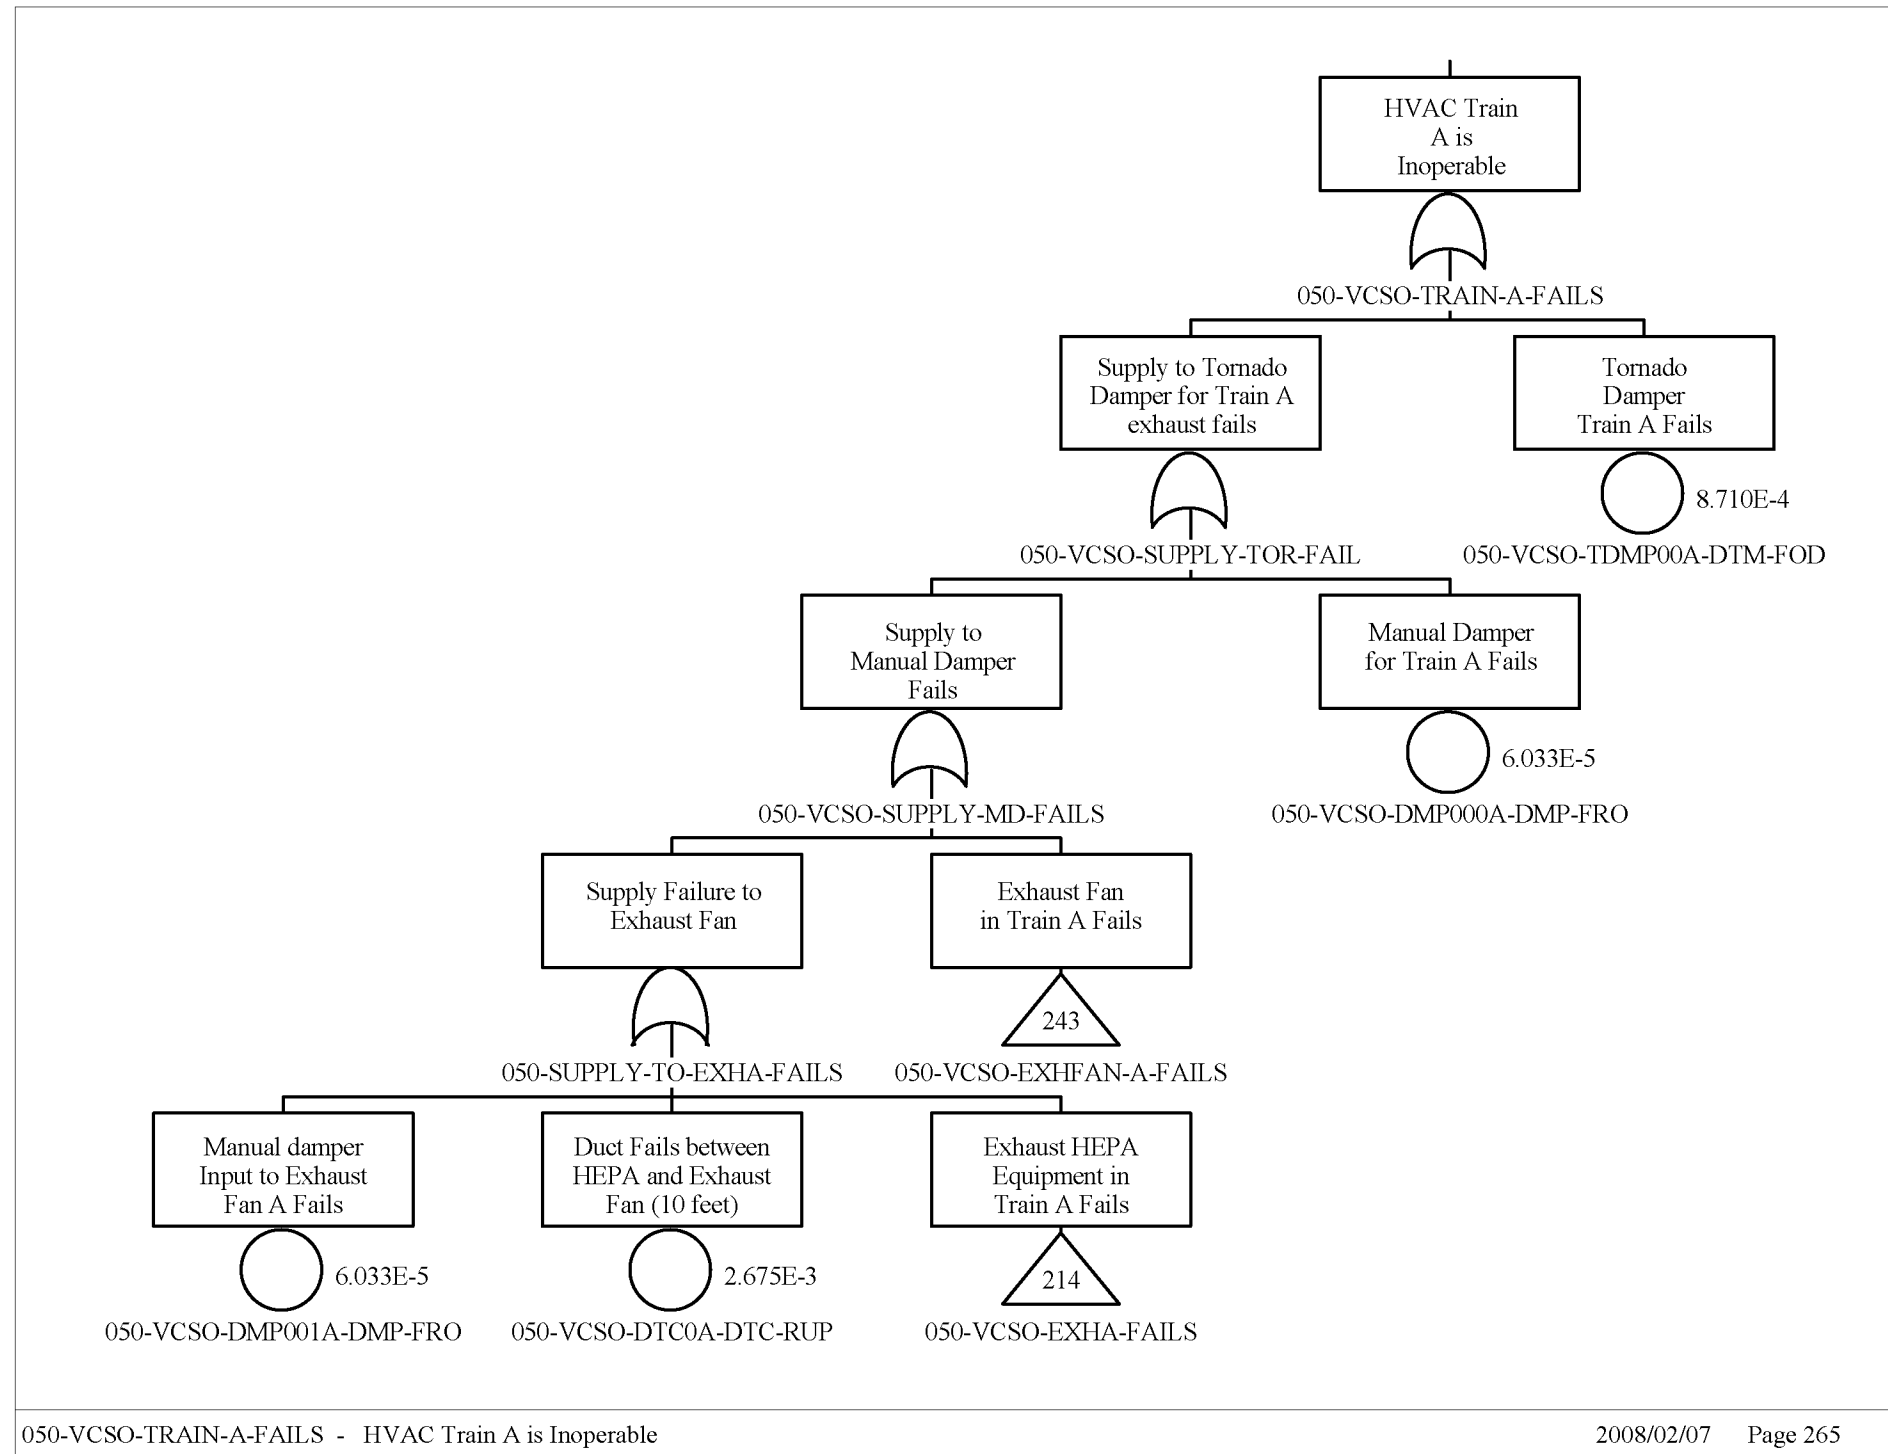 HVAC Train
A is
Inoperable
050-VCSO-TRAIN-A-FAILS
Supply to Tornado
Damper for Train A
exhaust fails
Tornado
Damper
Train A Fails
8.710E-4
050-VCSO-SUPPLY-TOR-FAIL
050-VCSO-TDMP00A-DTM-FOD
Supply to
Manual Damper
Fails
Manual Damper
for Train A Fails
6.033E-5
050-VCSO-SUPPLY-MD-FAILS
050-VCSO-DMP000A-DMP-FRO
Supply Failure to
Exhaust Fan
Exhaust Fan
in Train A Fails
243
050-SUPPLY-TO-EXHA-FAILS
050-VCSO-EXHFAN-A-FAILS
Manual damper
Input to Exhaust
Fan A Fails
Duct Fails between
HEPA and Exhaust
Fan (10 feet)
Exhaust HEPA
Equipment in
Train A Fails
6.033E-5
2.675E-3
214
050-VCSO-DMP001A-DMP-FRO
050-VCSO-DTC0A-DTC-RUP
050-VCSO-EXHA-FAILS
050-VCSO-TRAIN-A-FAILS - HVAC Train A is Inoperable
2008/02/07 Page 265